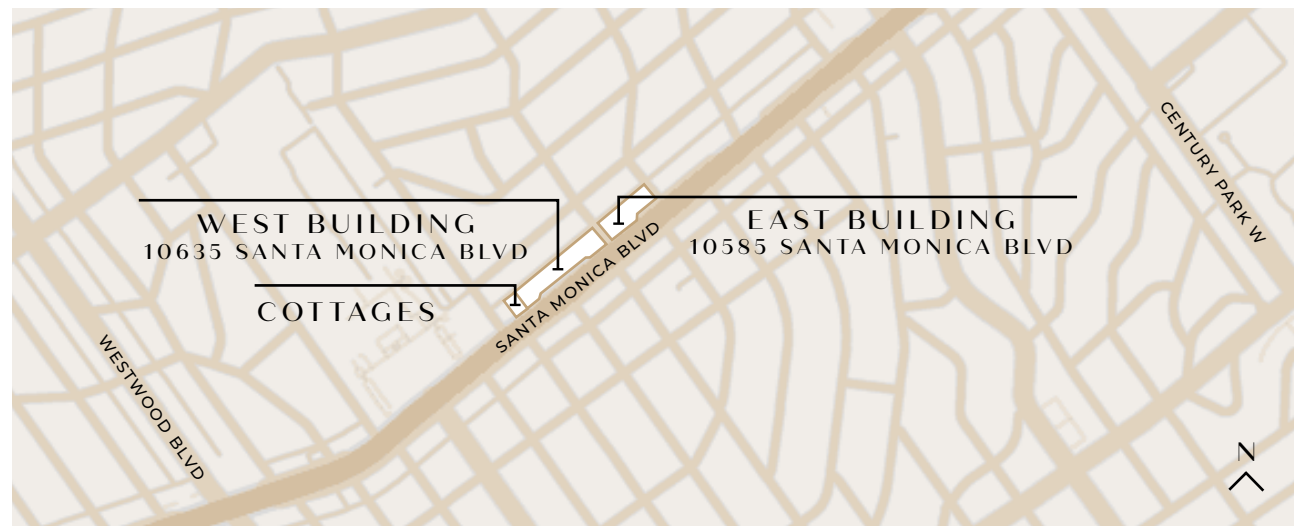 WEST BUILDING
10635 SANTA MONICA BLVD
COTTAGES
EAST BUILDING
10585 SANTA MONICA BLVD
SANTA MONICA BLVD
WESTWOOD BLVD
CENTURY PARK W
N